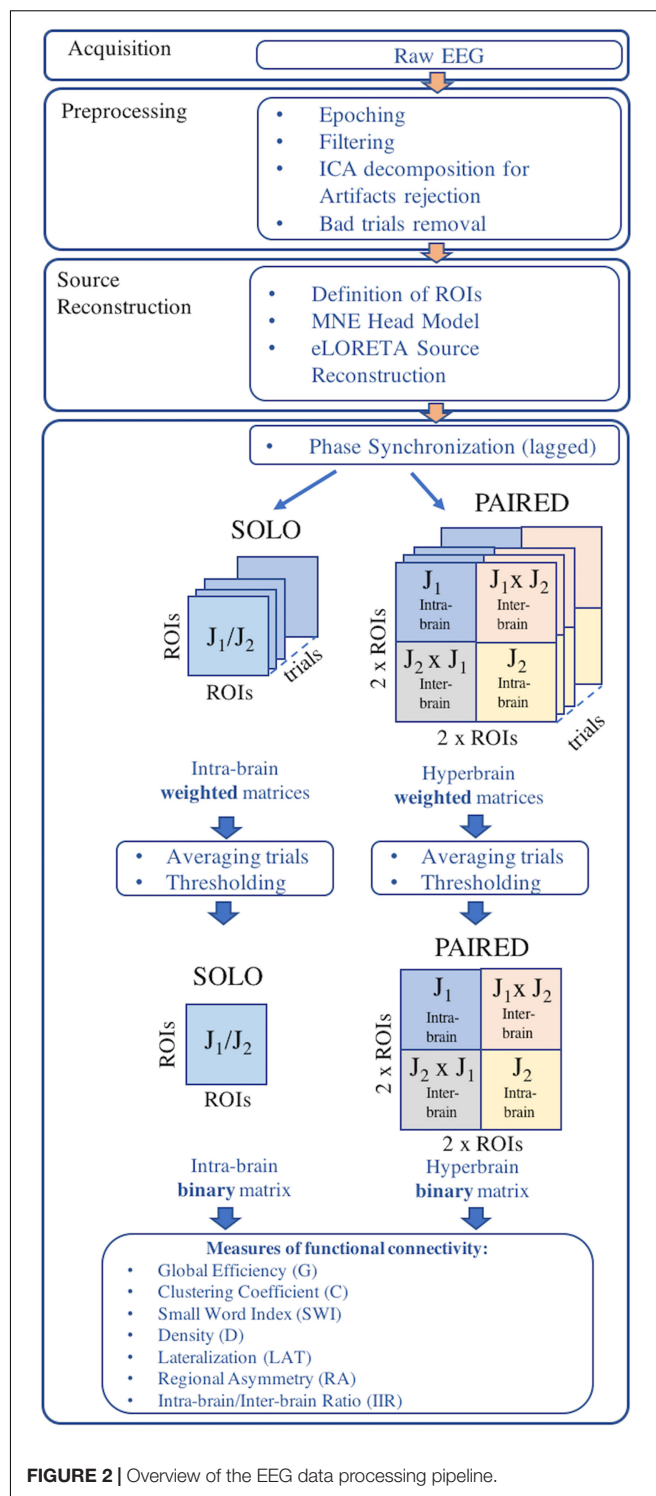 Acquisition
Raw EEG
Preprocessing
• Epoching
• Filtering
• ICA decomposition for
Artifacts rejection
• Bad trials removal
Source
Reconstruction
• Definition of ROIs
• MNE Head Model
• eLORETA Source
Reconstruction
• Phase Synchronization (lagged)
SOLO
ROIs
J₁/J₂
ROIs
trials
PAIRED
2 x ROIs
J₁
Intra-
brain
J₁x J₂
Inter-
brain
J₂ x J₁
Inter-
brain
J₂
Intra-
brain
2 x ROIs
trials
Intra-brain
weighted matrices
Hyperbrain
weighted matrices
• Averaging trials
• Thresholding
• Averaging trials
• Thresholding
SOLO
ROIs
J₁/J₂
ROIs
PAIRED
2 x ROIs
J₁
Intra-
brain
J₁x J₂
Inter-
brain
J₂ x J₁
Inter-
brain
J₂
Intra-
brain
2 x ROIs
Intra-brain
binary matrix
Hyperbrain
binary matrix
Measures of functional connectivity:
• Global Efficiency (G)
• Clustering Coefficient (C)
• Small Word Index (SWI)
• Density (D)
• Lateralization (LAT)
• Regional Asymmetry (RA)
• Intra-brain/Inter-brain Ratio (IIR)
FIGURE 2 | Overview of the EEG data processing pipeline.